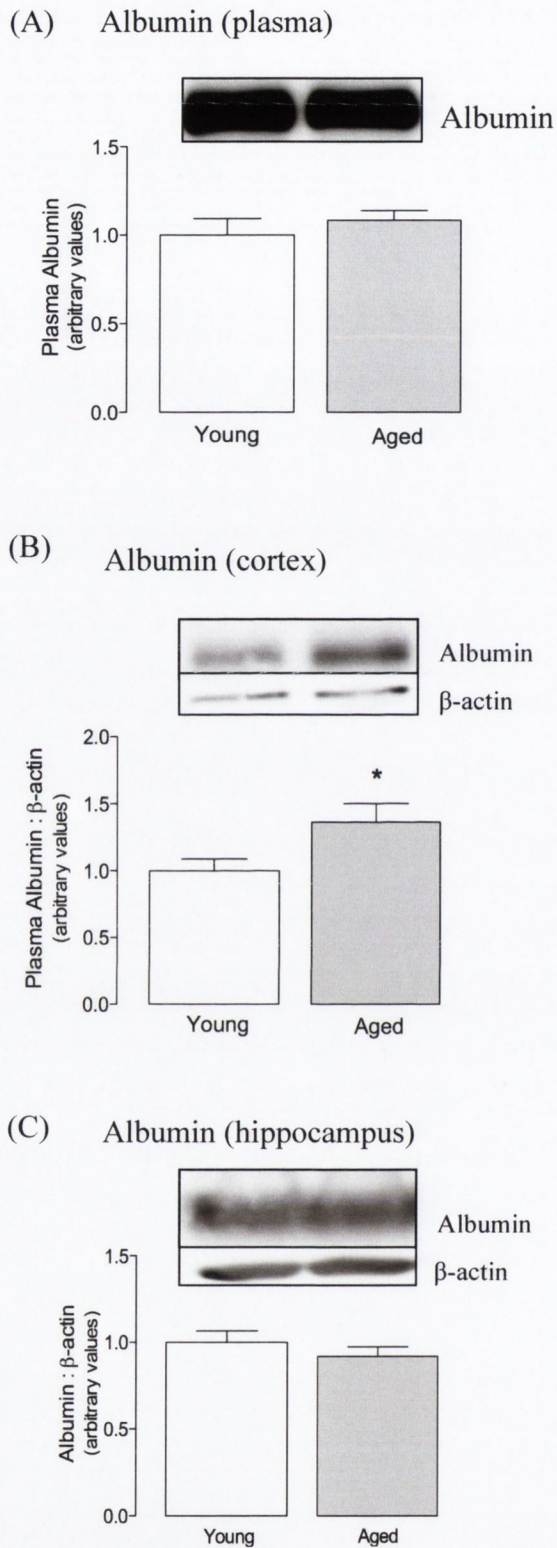 (A) Albumin (plasma)
Albumin
1.5
1.0
0.5
0.0
Plasma Albumin
(arbitrary values)
Young Aged
(B) Albumin (cortex)
Albumin
β-actin
2.0
1.5
1.0
0.5
0.0
Plasma Albumin : β-actin
(arbitrary values)
*
Young Aged
(C) Albumin (hippocampus)
Albumin
β-actin
1.5
1.0
0.5
0.0
Albumin : β-actin
(arbitrary values)
Young Aged